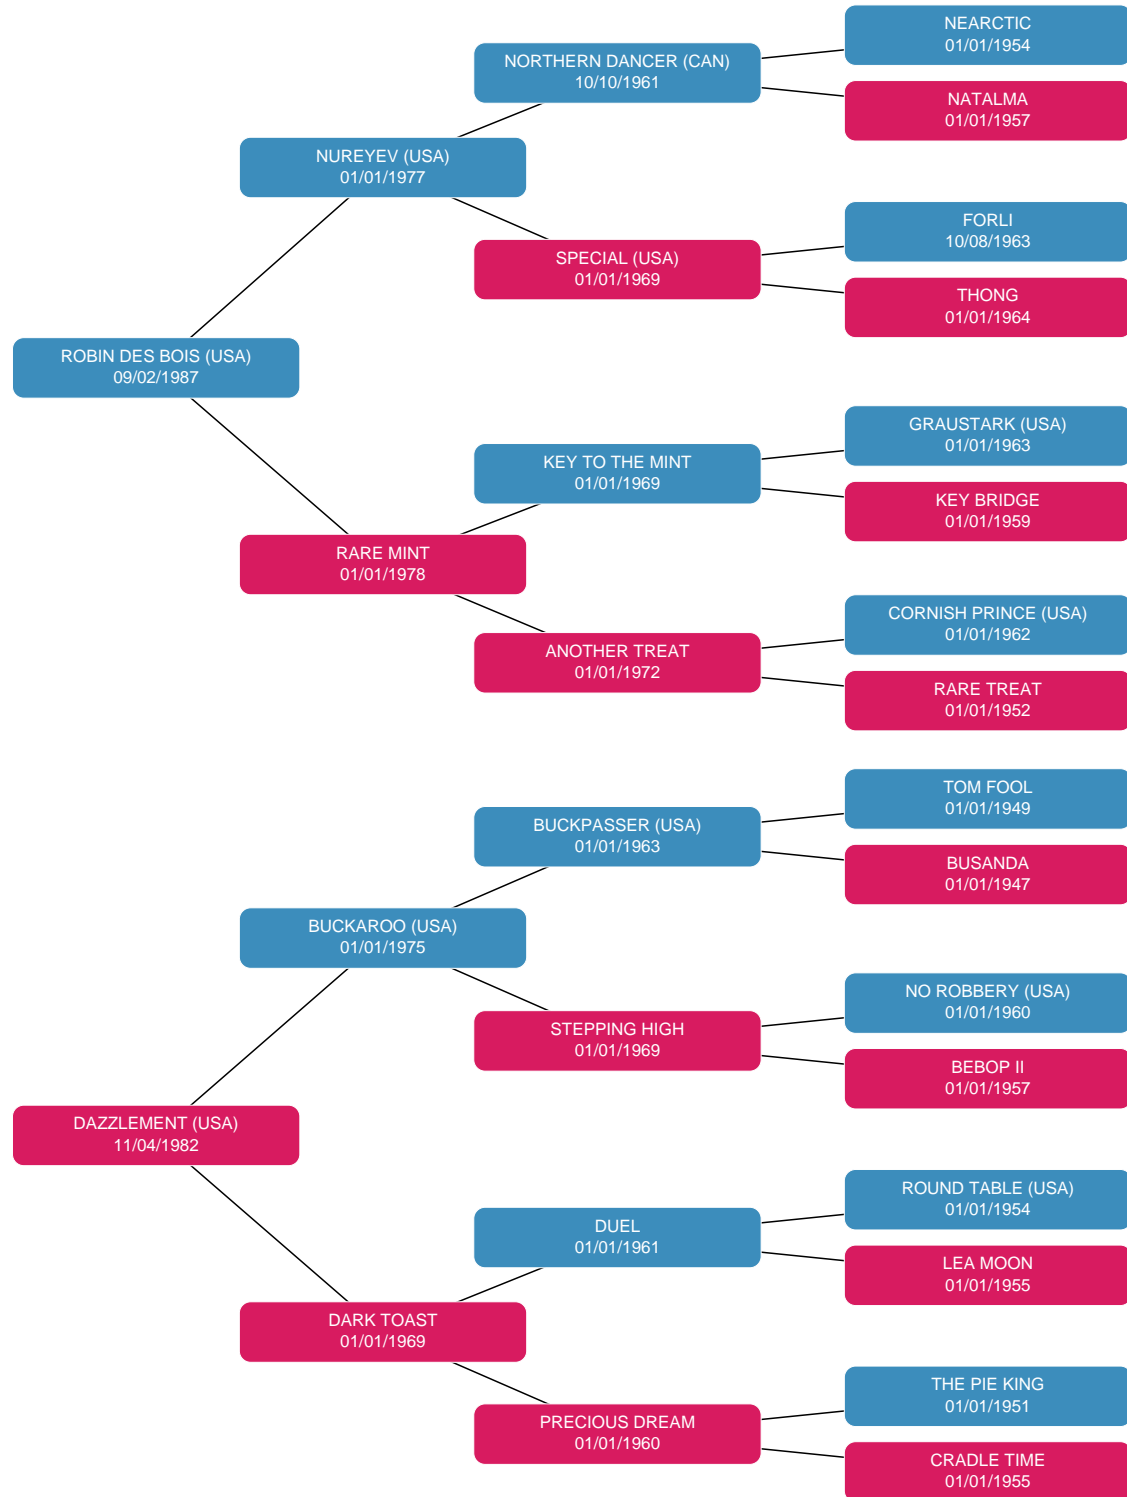 NEARCTIC
01/01/1954
NORTHERN DANCER (CAN)
10/10/1961
NATALMA
01/01/1957
NUREYEV (USA)
01/01/1977
FORLI
10/08/1963
SPECIAL (USA)
01/01/1969
THONG
01/01/1964
ROBIN DES BOIS (USA)
09/02/1987
GRAUSTARK (USA)
01/01/1963
KEY TO THE MINT
01/01/1969
KEY BRIDGE
01/01/1959
RARE MINT
01/01/1978
CORNISH PRINCE (USA)
01/01/1962
ANOTHER TREAT
01/01/1972
RARE TREAT
01/01/1952
TOM FOOL
01/01/1949
BUCKPASSER (USA)
01/01/1963
BUSANDA
01/01/1947
BUCKAROO (USA)
01/01/1975
NO ROBBERY (USA)
01/01/1960
STEPPING HIGH
01/01/1969
BEBOP II
01/01/1957
DAZZLEMENT (USA)
11/04/1982
ROUND TABLE (USA)
01/01/1954
DUEL
01/01/1961
LEA MOON
01/01/1955
DARK TOAST
01/01/1969
THE PIE KING
01/01/1951
PRECIOUS DREAM
01/01/1960
CRADLE TIME
01/01/1955